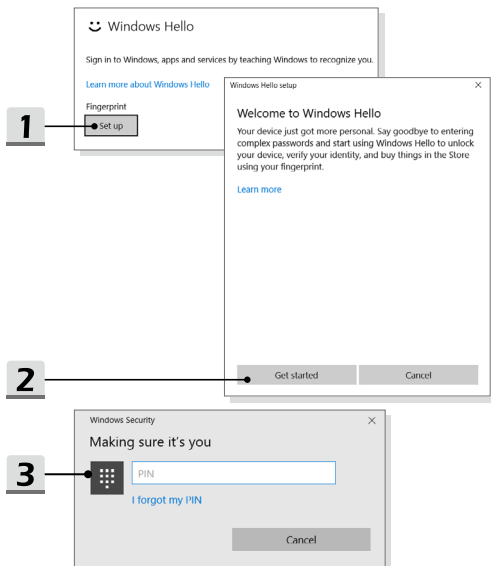 Windows Hello
Sign in to Windows, apps and services by teaching Windows to recognize you.
Learn more about Windows Hello
Fingerprint
Set up
1
Windows Hello setup
Welcome to Windows Hello
Your device just got more personal. Say goodbye to entering
complex passwords and start using Windows Hello to unlock
your device, verify your identity, and buy things in the Store
using your fingerprint.
Learn more
2
Get started
Cancel
Windows Security
Making sure it's you
3
PIN
I forgot my PIN
Cancel